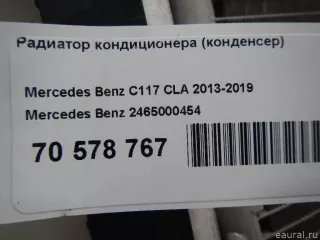 Радиатор кондиционера (конденсер)
Mercedes Benz C117 CLA 2013-2019
Mercedes Benz 2465000454
70 578 767
eaural.ru